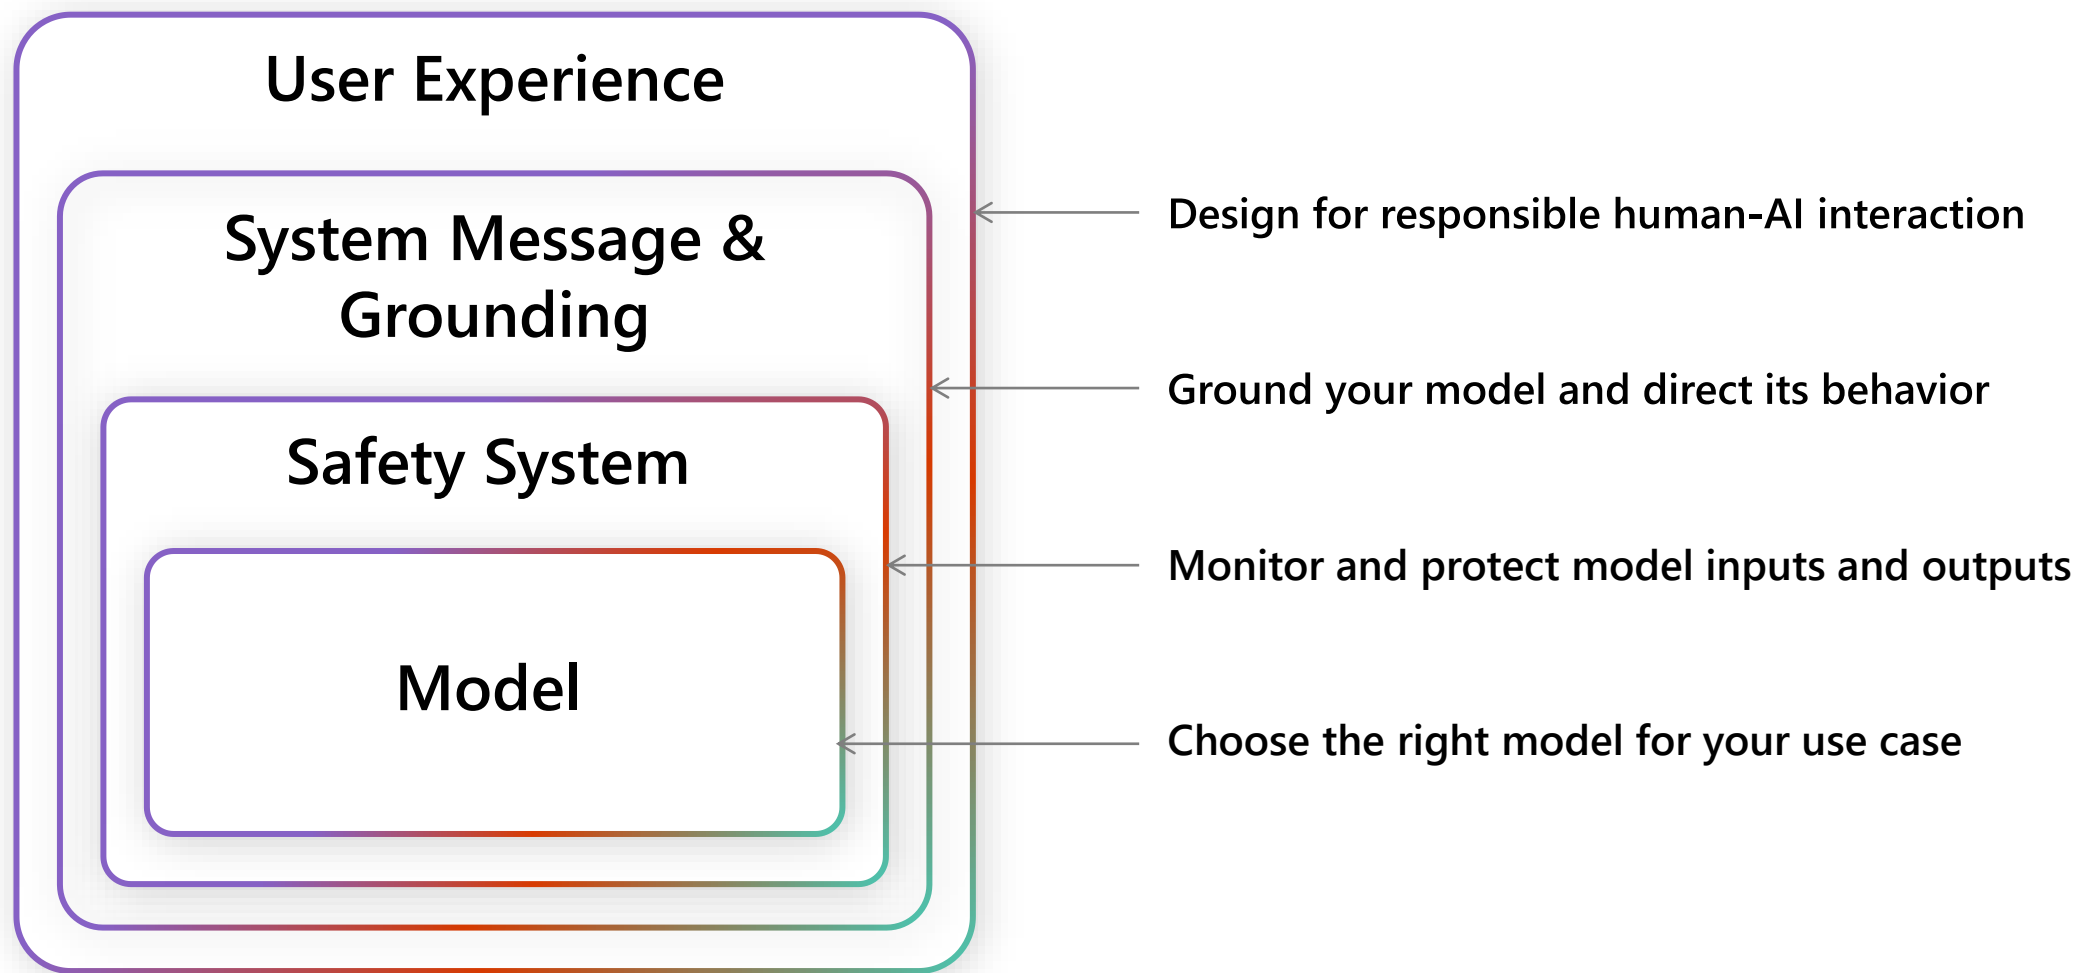 User Experience
System Message &
Grounding
Safety System
Model
Design for responsible human-AI interaction
Ground your model and direct its behavior
Monitor and protect model inputs and outputs
Choose the right model for your use case